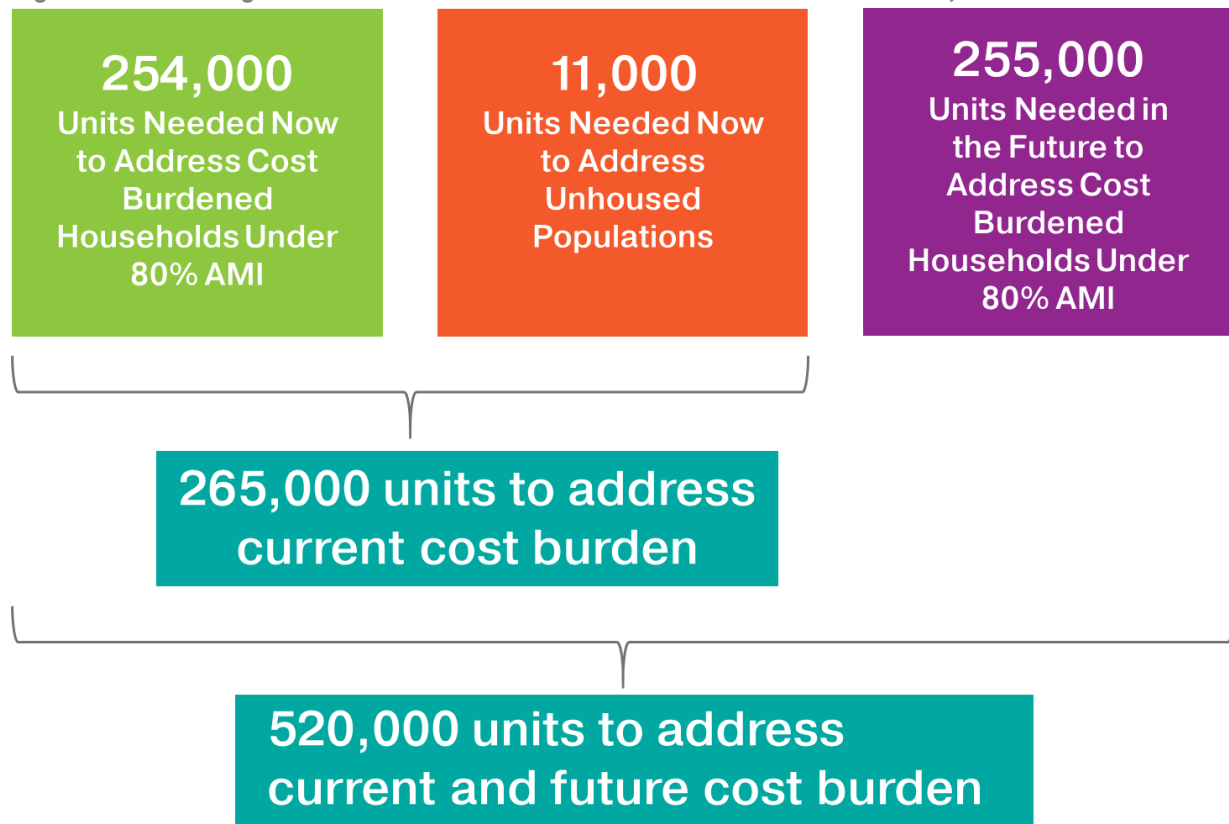 254,000
Units Needed Now
to Address Cost
Burdened
Households Under
80% AMI
11,000
Units Needed Now
to Address
Unhoused
Populations
255,000
Units Needed in
the Future to
Address Cost
Burdened
Households Under
80% AMI
265,000 units to address
current cost burden
520,000 units to address
current and future cost burden